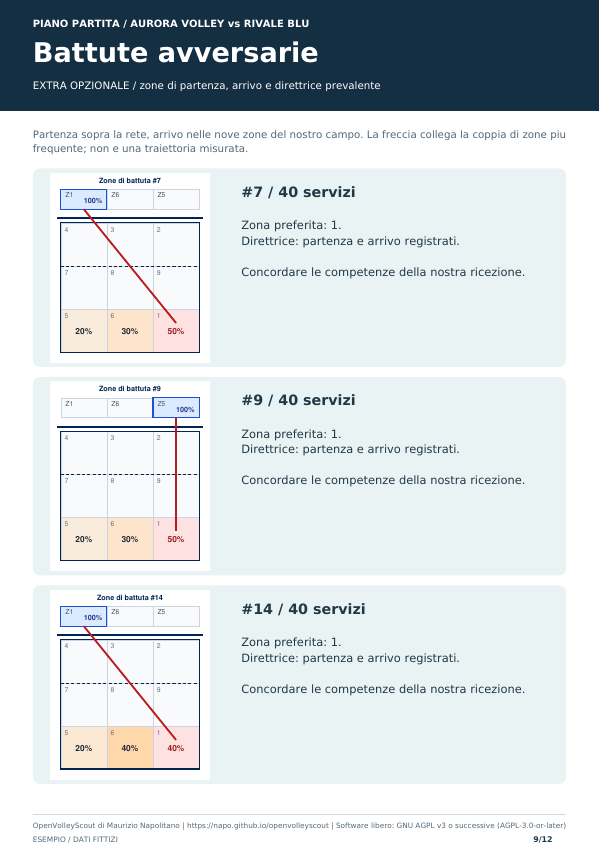 PIANO PARTITA / AURORA VOLLEY vs RIVALE BLU
Battute avversarie
EXTRA OPZIONALE / zone di partenza, arrivo e direttrice prevalente
Partenza sopra la rete, arrivo nelle nove zone del nostro campo. La freccia collega la coppia di zone piu
frequente; non e una traiettoria misurata.
Zone di battuta #7
Z1 100% Z6 Z5
4 3 2
7 8 9
5 6 1
20% 30% 50%
#7 / 40 servizi
Zona preferita: 1.
Direttrice: partenza e arrivo registrati.
Concordare le competenze della nostra ricezione.
Zone di battuta #9
Z1 Z6 Z5 100%
4 3 2
7 8 9
5 6 1
20% 30% 50%
#9 / 40 servizi
Zona preferita: 1.
Direttrice: partenza e arrivo registrati.
Concordare le competenze della nostra ricezione.
Zone di battuta #14
Z1 100% Z6 Z5
4 3 2
7 8 9
5 6 1
20% 40% 40%
#14 / 40 servizi
Zona preferita: 1.
Direttrice: partenza e arrivo registrati.
Concordare le competenze della nostra ricezione.
OpenVolleyScout di Maurizio Napolitano | https://napo.github.io/openvolleyscout | Software libero: GNU AGPL v3 o successive (AGPL-3.0-or-later)
ESEMPIO / DATI FITTIZI
9/12